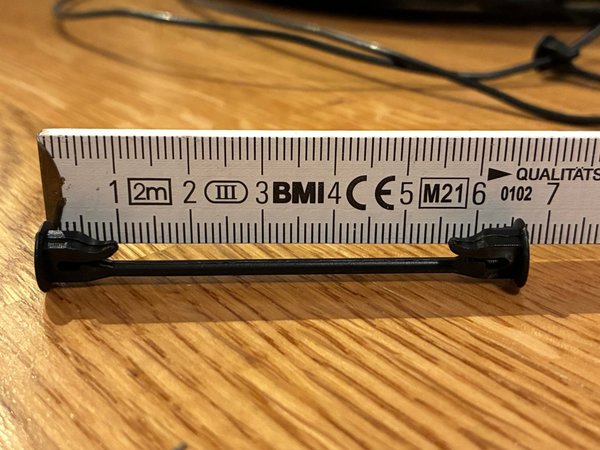 1 2m 2 III 3 BMI 4 CE 5 M21 6 0102 ► QUALITÄTS 7